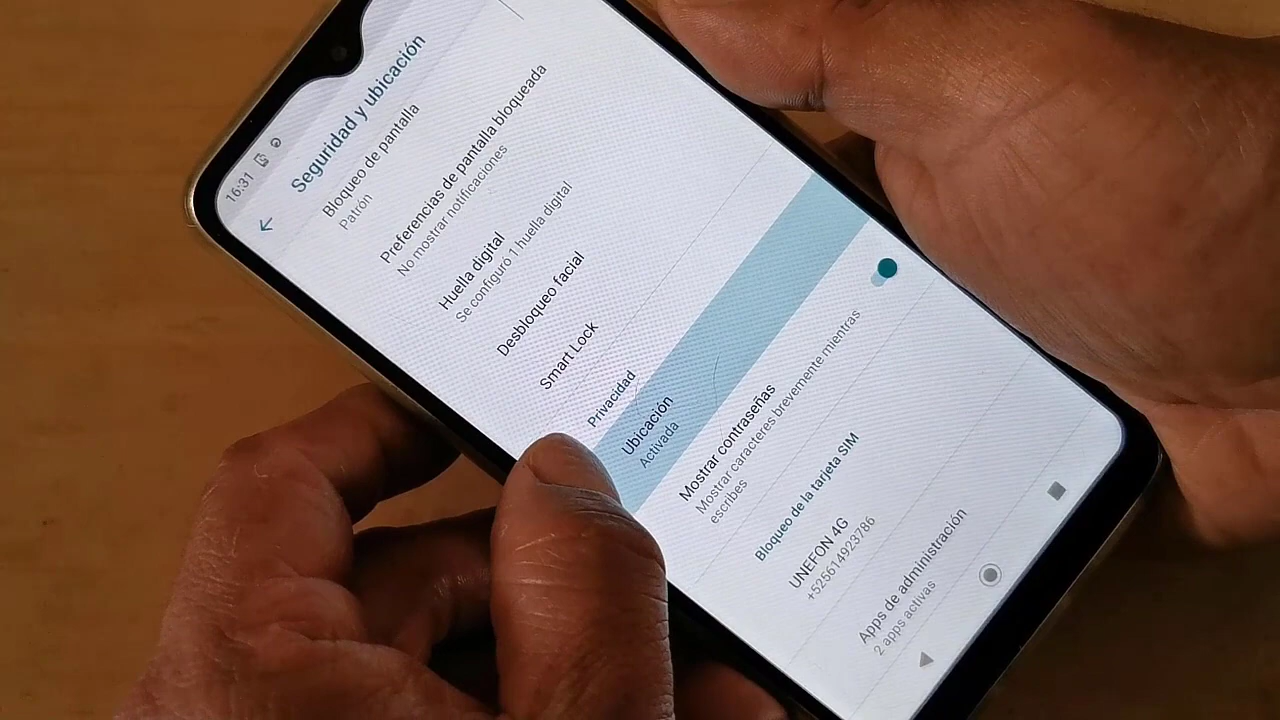 16:31
Seguridad y ubicación
Bloqueo de pantalla
Patrón
Preferencias de pantalla bloqueada
No mostrar notificaciones
Huella digital
Se configuró 1 huella digital
Desbloqueo facial
Smart Lock
Privacidad
Ubicación
Activada
Mostrar contraseñas
Mostrar caracteres brevemente mientras
escribes
Bloqueo de la tarjeta SIM
UNEFON 4G
+525614923786
Apps de administración
2 apps activas